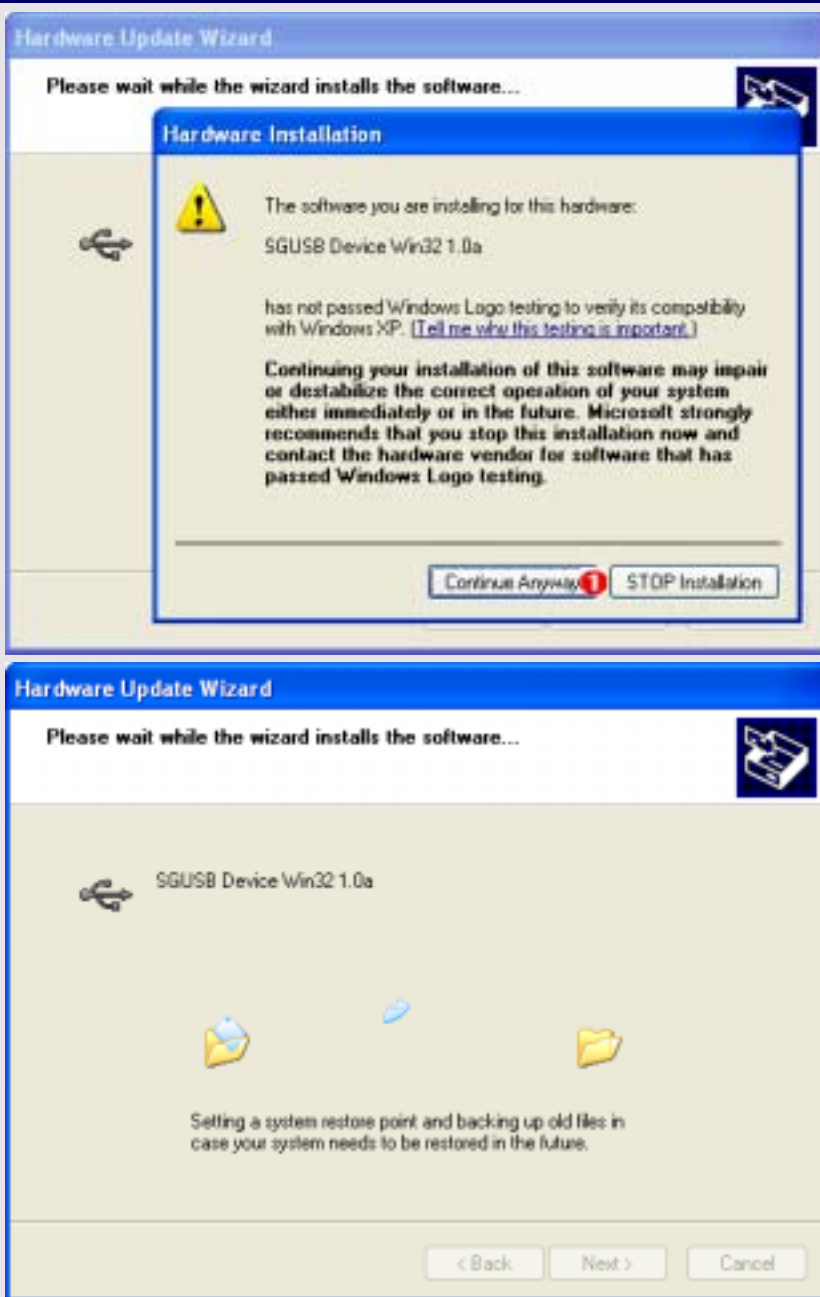 Hardware Update Wizard
Please wait while the wizard installs the software...
Hardware Installation
The software you are installing for this hardware:
SGUSB Device Win32 1.0a
has not passed Windows Logo testing to verify its compatibility
with Windows XP. (Tell me why this testing is important.)
Continuing your installation of this software may impair
or destabilize the correct operation of your system
either immediately or in the future. Microsoft strongly
recommends that you stop this installation now and
contact the hardware vendor for software that has
passed Windows Logo testing.
Continue Anyway 1 STOP Installation
Hardware Update Wizard
Please wait while the wizard installs the software...
SGUSB Device Win32 1.0a
Setting a system restore point and backing up old files in
case your system needs to be restored in the future.
< Back Next > Cancel